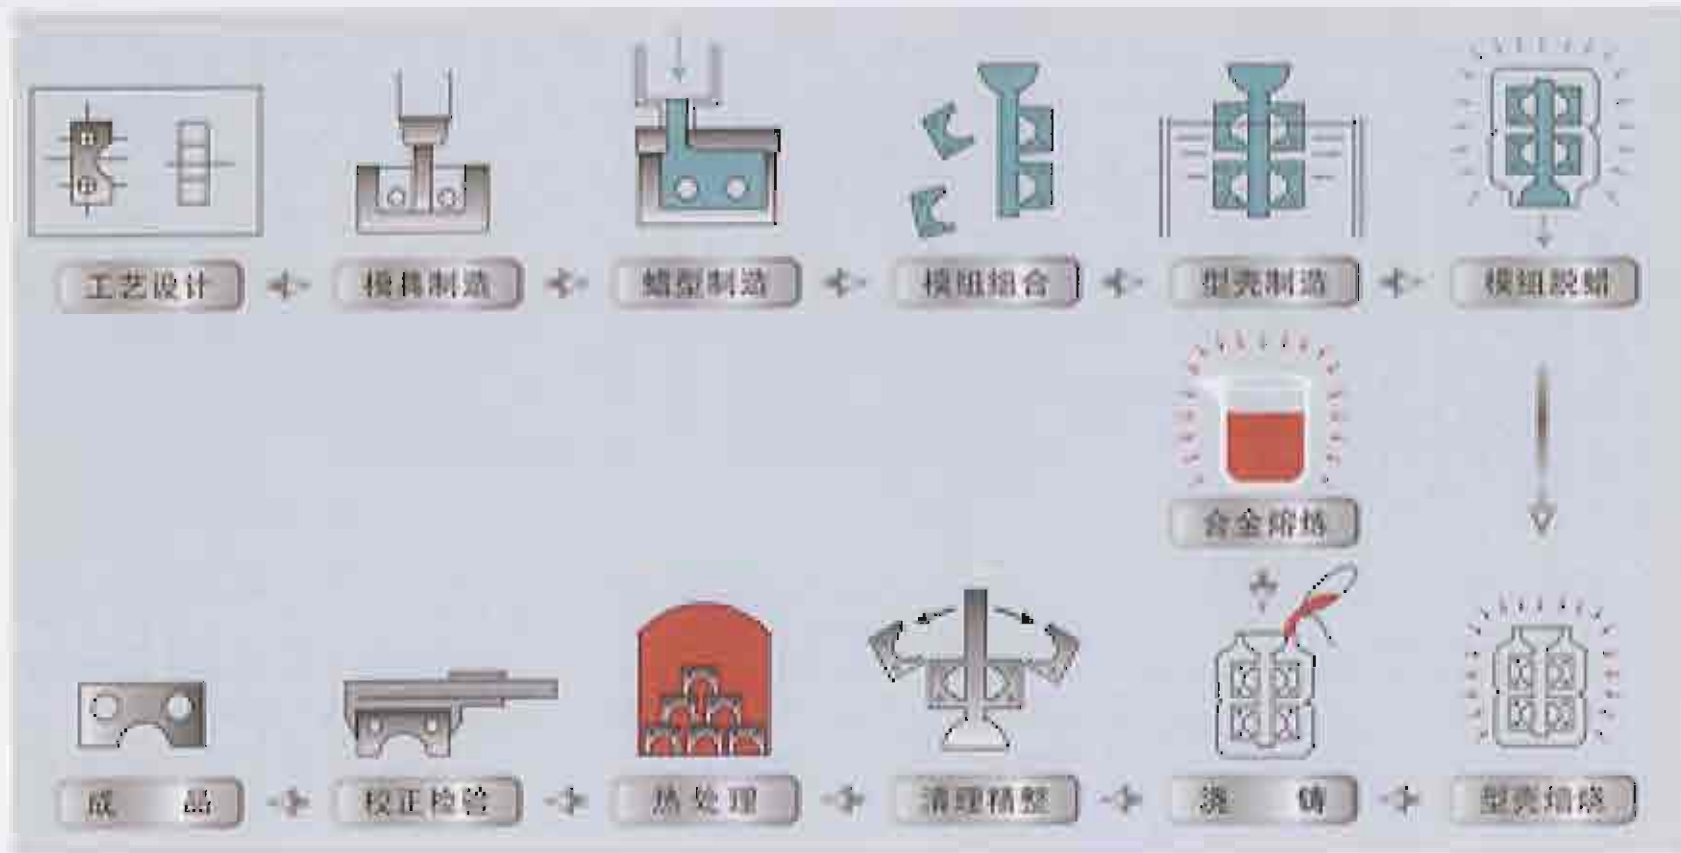 工艺设计
模具制造
蜡型制造
模组组合
型壳制造
模组脱蜡
合金熔炼
成 品
校正检验
热处理
清理精整
浇 铸
型壳焙烧